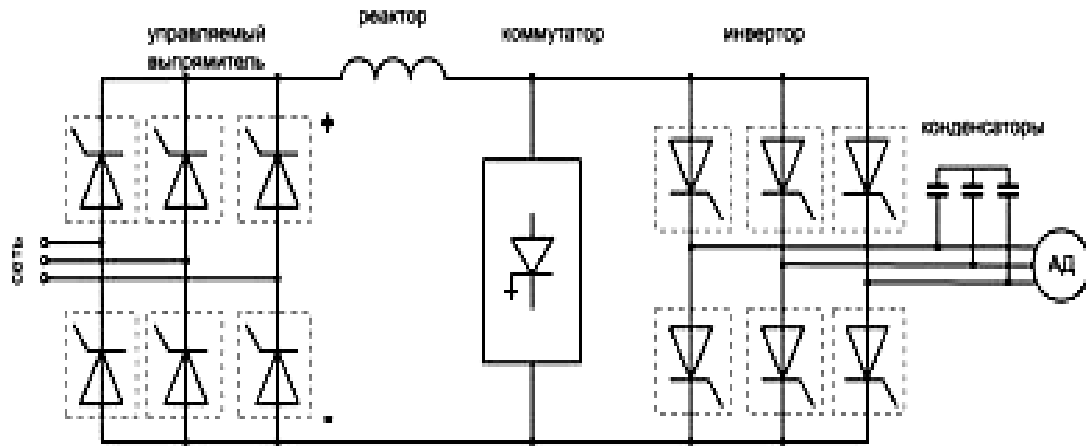 управляемый
выпрямитель
реактор
коммутатор
инвертор
+
конденсаторы
сеть
АД
-